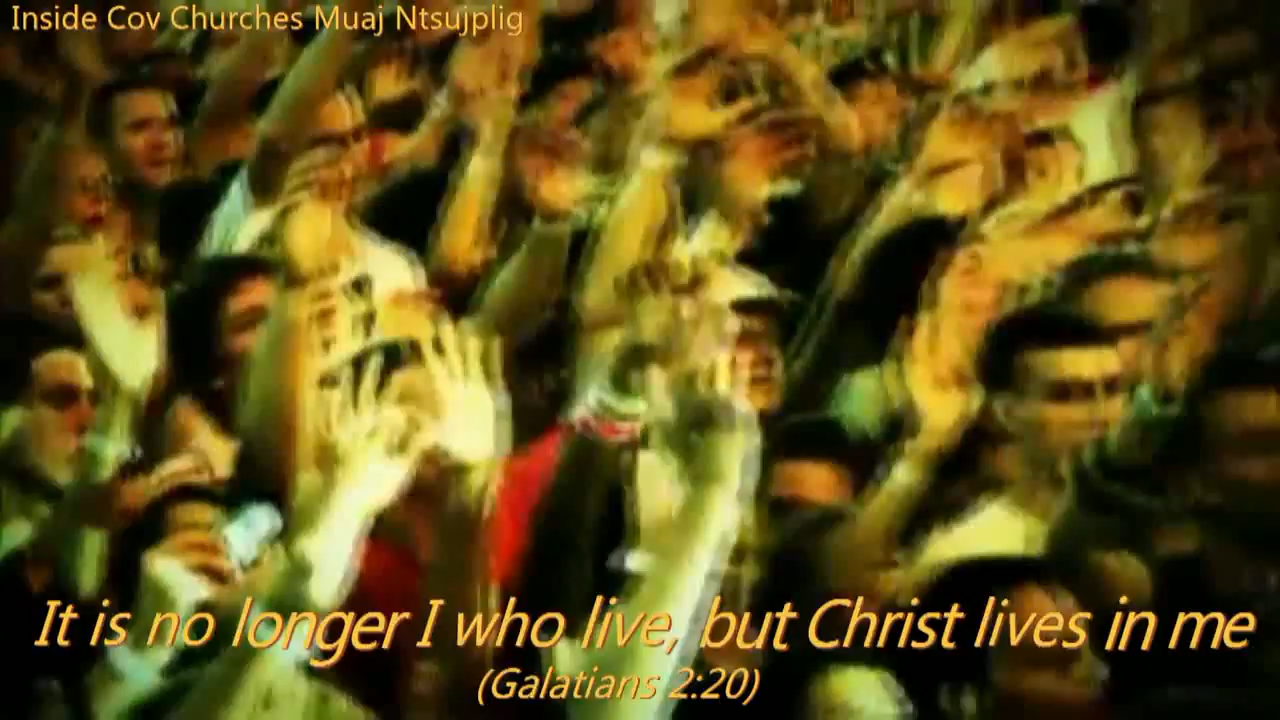 Inside Cov Churches Muaj Ntsujplig
It is no longer I who live, but Christ lives in me
(Galatians 2:20)